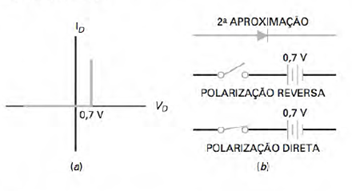 I_D
0,7 V
V_D
(a)
2ª APROXIMAÇÃO
0,7 V
POLARIZAÇÃO REVERSA
0,7 V
POLARIZAÇÃO DIRETA
(b)